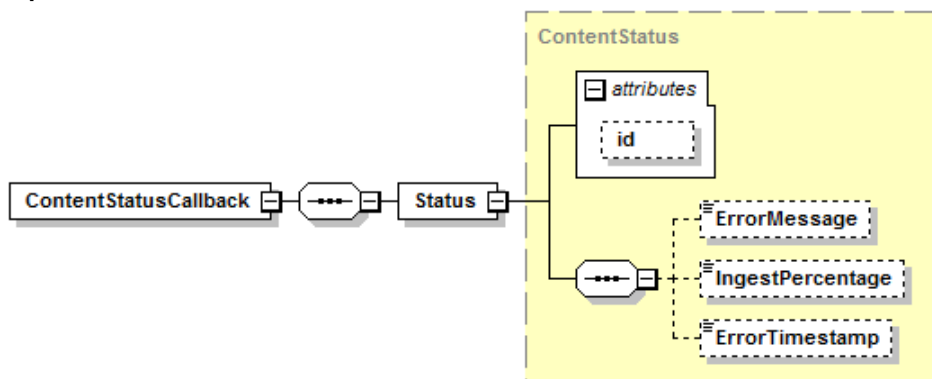 ContentStatus
attributes
id
ContentStatusCallback
Status
ErrorMessage
IngestPercentage
ErrorTimestamp